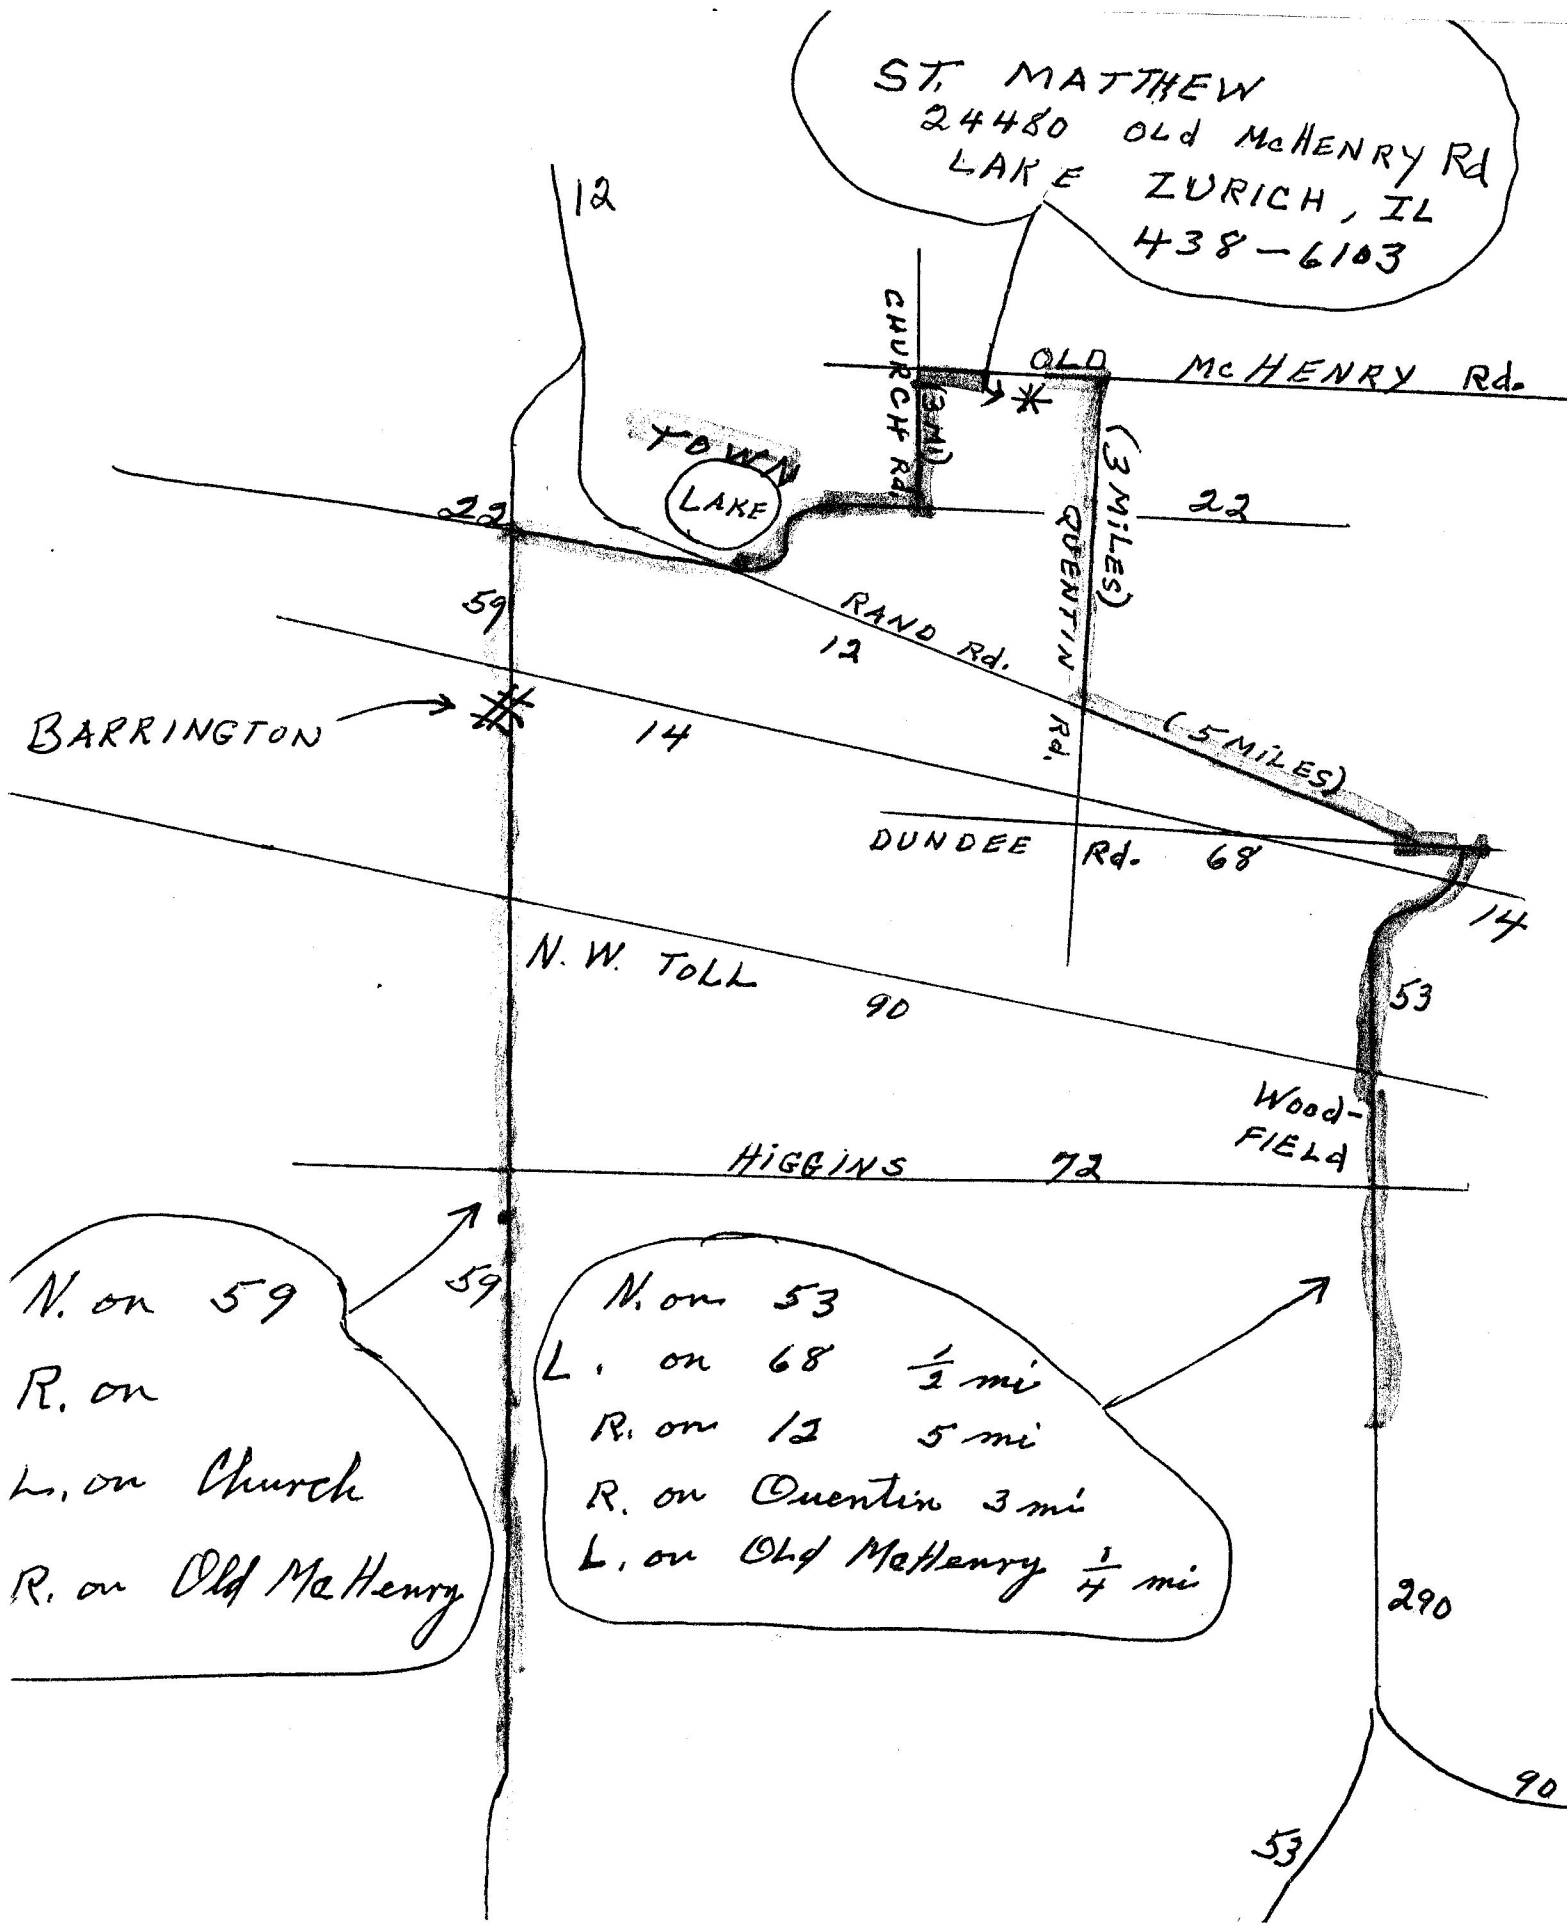 ST. MATTHEW
24480 OLd McHENRY Rd
LAKE ZURICH, IL
438-6103
12
CHURCH Rd.
(3 Mi)
OLD McHENRY Rd.
TOWN
LAKE
22
22
(3 MiLES)
QUENTIN Rd.
59
RAND Rd.
12
BARRINGTON
14
(5 MiLES)
DUNDEE Rd. 68
14
N.W. TOLL
90
53
Wood-
FIELd
HiGGiNS 72
59
N. on 59
R. on
L. on Church
R. on Old McHenry
N. on 53
L. on 68 1/2 mi
R. on 12 5 mi
R. on Quentin 3 mi
L. on OLd McHenry 1/4 mi
290
90
53